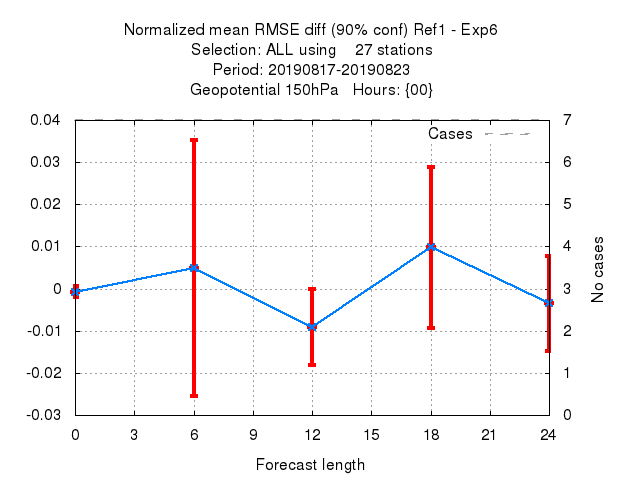 Normalized mean RMSE diff (90% conf) Ref1 - Exp6
Selection: ALL using    27 stations
Period: 20190817-20190823
Geopotential 150hPa   Hours: {00}
Cases
0.04
0.04
0.03
0.02
0.01
0
-0.01
-0.02
-0.03
7
6
5
4
3
2
1
0
No cases
0 3 6 9 12 15 18 21 24
Forecast length